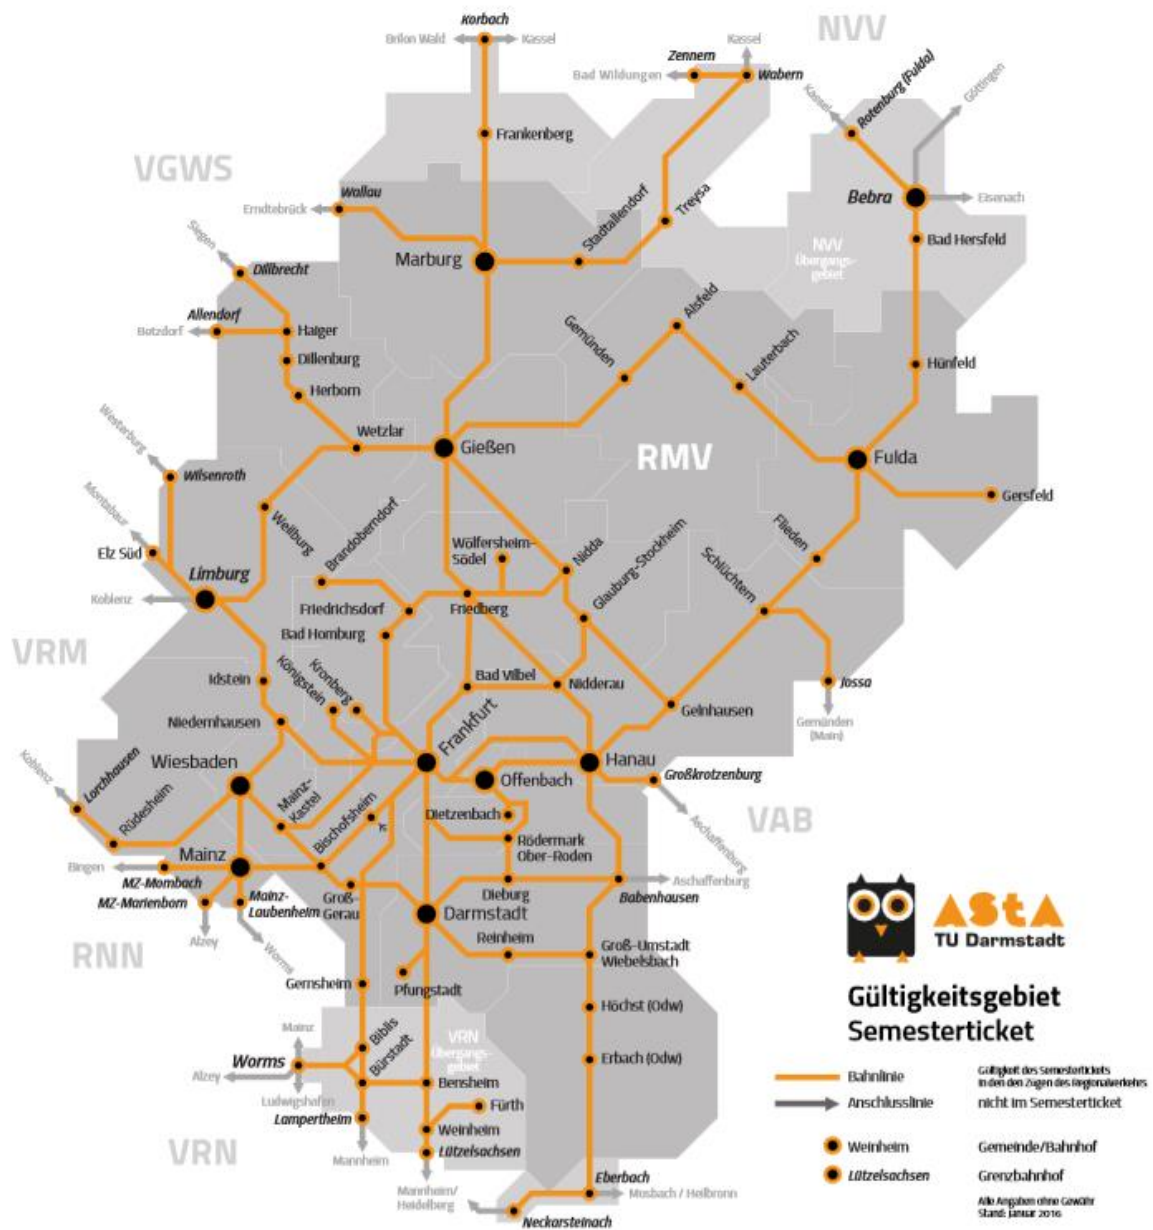 Korbach
NVV
Brilon Wald
Kassel
Kassel
Zennern
Bad Wildungen
Wabern
Rotenburg (Fulda)
Kassel
Göttingen
Frankenberg
VGWS
Wallau
Erndtebrück
Stadtallendorf
Treysa
Bebra
Eisenach
Bad Hersfeld
NVV
Übergangs-
gebiet
Siegen
Marburg
Dillbrecht
Allendorf
Betzdorf
Haiger
Alsfeld
Gemünden
Lauterbach
Dillenburg
Hünfeld
Herborn
Westerburg
Wetzlar
Gießen
RMV
Fulda
Wilsenroth
Gersfeld
Montabaur
Weilburg
Brandoberndorf
Wölfersheim-
Södel
Nidda
Glauburg-Stockheim
Flieden
Schlüchtern
Elz Süd
Limburg
Koblenz
Friedrichsdorf
Friedberg
Bad Homburg
VRM
Idstein
Königstein
Kronberg
Bad Vilbel
Nidderau
Jossa
Gelnhausen
Gemünden
(Main)
Niedernhausen
Frankfurt
Wiesbaden
Hanau
Koblenz
Lorchhausen
Offenbach
Großkrotzenburg
Rüdesheim
Mainz-
Kastel
Bischofsheim
Dietzenbach
VAB
Aschaffenburg
Rödermark
Ober-Roden
Mainz
Bingen
MZ-Mombach
Aschaffenburg
MZ-Marienborn
Mainz-
Laubenheim
Groß-
Gerau
Dieburg
Babenhausen
Darmstadt
Alzey
Worms
RNN
Reinheim
Groß-Umstadt
Wiebelsbach
Pfungstadt
Gernsheim
Höchst (Odw)
Mainz
Biblis
Bürstadt
VRN
Übergangs-
gebiet
Worms
Alzey
Erbach (Odw)
Ludwigshafen
Bensheim
Lampertheim
Fürth
Weinheim
VRN
Mannheim
Lützelsachsen
Eberbach
Mannheim/
Heidelberg
Mosbach / Heilbronn
Neckarsteinach
AStA
TU Darmstadt
Gültigkeitsgebiet
Semesterticket
Bahnlinie
Gültigkeit des Semestertickets
in den den Zügen des Regionalverkehrs
Anschlusslinie
nicht im Semesterticket
Weinheim
Gemeinde/Bahnhof
Lützelsachsen
Grenzbahnhof
Alle Angaben ohne Gewähr
Stand: Januar 2016